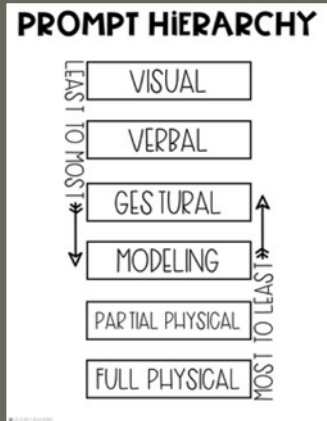 PROMPT HiERARCHY
LEAST TO MOST
VISUAL
VERBAL
GESTURAL
MODELING
PARTIAL PHYSICAL
FULL PHYSICAL
MOST TO LEAST